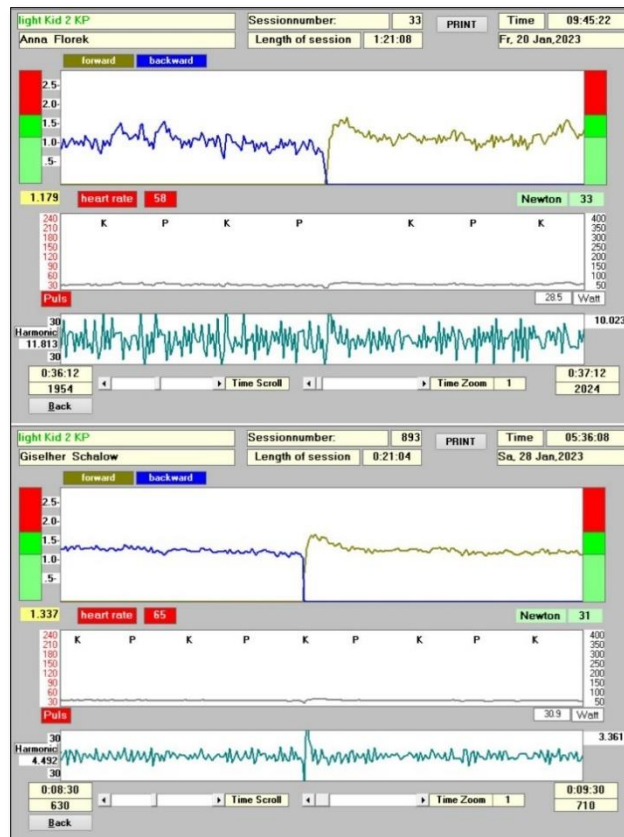 light Kid 2 KP Sessionnumber: 33 PRINT Time 09:45:22
Anna Florek Length of session 1:21:08 Fr, 20 Jan,2023
forward backward
2.5-
2.0-
1.5-
1.0-
.5-
1.179 heart rate 58 Newton 33
240 400
210 K P K P K P K 350
180 300
150 250
120 200
90 150
60 100
30 50
Puls 28.5 Watt
30 10.023
Harmonic
11.813
30
0:36:12 Time Scroll Time Zoom 1 0:37:12
1954 2024
Back
light Kid 2 KP Sessionnumber: 893 PRINT Time 05:36:08
Giselher Schalow Length of session 0:21:04 Sa, 28 Jan,2023
forward backward
2.5-
2.0-
1.5-
1.0-
.5-
1.337 heart rate 65 Newton 31
240 400
210 K P K P K P K P K 350
180 300
150 250
120 200
90 150
60 100
30 50
Puls 30.9 Watt
30 3.361
Harmonic
4.492
30
0:08:30 Time Scroll Time Zoom 1 0:09:30
630 710
Back